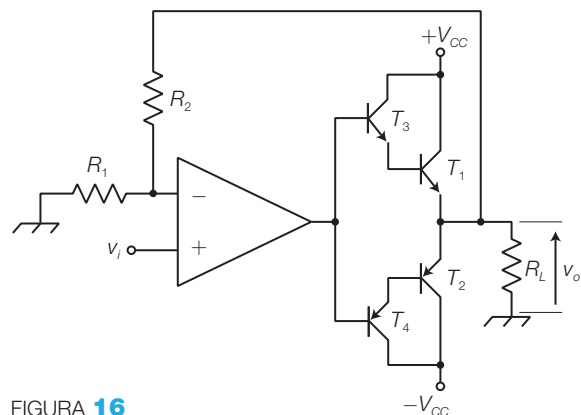 +V_CC
R_2
T_3
R_1
T_1
−
v_i
+
T_2
R_L
v_o
T_4
FIGURA 16
−V_CC